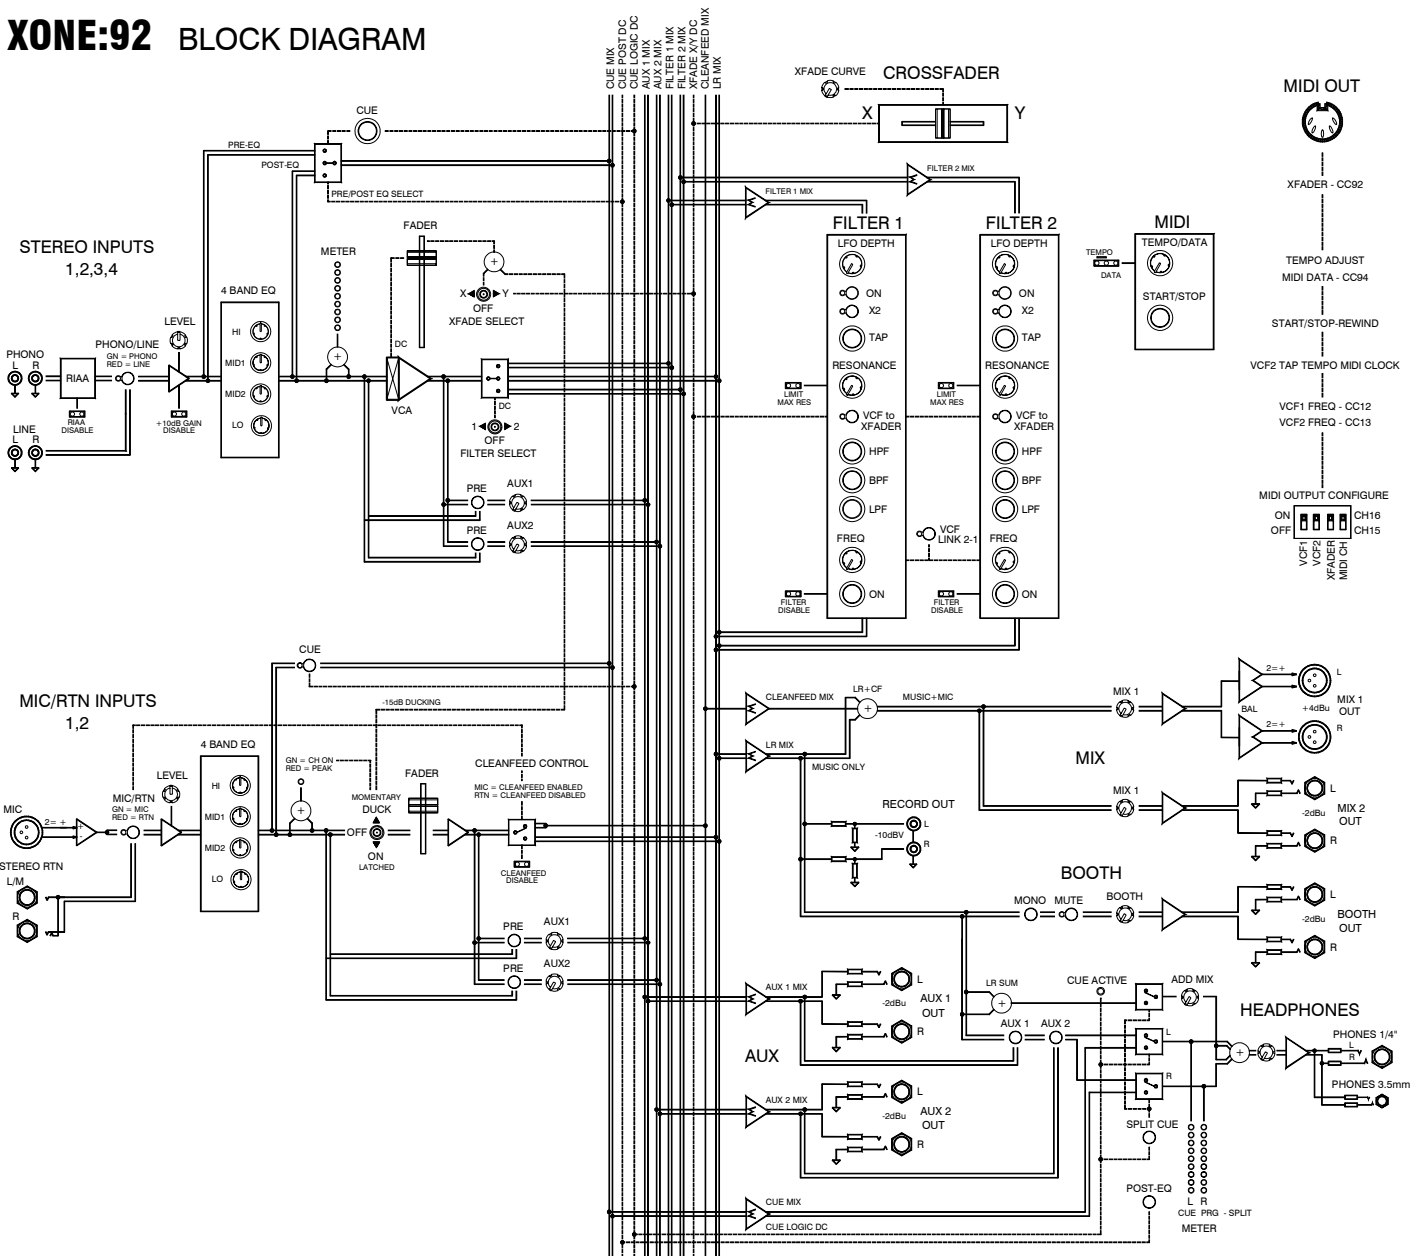 XONE:92 BLOCK DIAGRAM
CUE MIX
CUE POST DC
CUE LOGIC DC
AUX 1 MIX
AUX 2 MIX
FILTER 1 MIX
FILTER 2 MIX
XFADE X/Y DC
CLEANFEED MIX
LR MIX
STEREO INPUTS
1,2,3,4
PHONO
L R
RIAA
RIAA
DISABLE
LINE
L R
PHONO/LINE
GN = PHONO
RED = LINE
LEVEL
+10dB GAIN
DISABLE
4 BAND EQ
HI
MID1
MID2
LO
PRE-EQ
POST-EQ
CUE
PRE/POST EQ SELECT
METER
+
FADER
DC
VCA
+
X Y
OFF
XFADE SELECT
DC
1 2
OFF
FILTER SELECT
PRE AUX1
PRE AUX2
MIC/RTN INPUTS
1,2
MIC
2= +
+
-
STEREO RTN
L/M
R
MIC/RTN
GN = MIC
RED = RTN
LEVEL
4 BAND EQ
HI
MID1
MID2
LO
CUE
-15dB DUCKING
GN = CH ON
RED = PEAK
+
MOMENTARY
DUCK
OFF
ON
LATCHED
FADER
CLEANFEED CONTROL
MIC = CLEANFEED ENABLED
RTN = CLEANFEED DISABLED
CLEANFEED
DISABLE
PRE AUX1
PRE AUX2
XFADE CURVE
CROSSFADER
X Y
FILTER 1 MIX
FILTER 2 MIX
FILTER 1
LFO DEPTH
ON
X2
TAP
RESONANCE
LIMIT
MAX RES
VCF to
XFADER
HPF
BPF
LPF
FREQ
ON
FILTER
DISABLE
VCF
LINK 2-1
FILTER 2
LFO DEPTH
ON
X2
TAP
RESONANCE
LIMIT
MAX RES
VCF to
XFADER
HPF
BPF
LPF
FREQ
ON
FILTER
DISABLE
MIDI
TEMPO
DATA
TEMPO/DATA
START/STOP
MIDI OUT
XFADER - CC92
TEMPO ADJUST
MIDI DATA - CC94
START/STOP-REWIND
VCF2 TAP TEMPO MIDI CLOCK
VCF1 FREQ - CC12
VCF2 FREQ - CC13
MIDI OUTPUT CONFIGURE
ON CH16
OFF CH15
VCF1
VCF2
XFADER
MIDI CH
CLEANFEED MIX
LR MIX
LR+CF
+
MUSIC+MIC
MUSIC ONLY
MIX 1
BAL
2=+
L
+4dBu
MIX 1
OUT
2=+
R
MIX
MIX 1
L
-2dBu
MIX 2
OUT
R
RECORD OUT
L
-10dBV
R
BOOTH
MONO MUTE BOOTH
L
-2dBu
BOOTH
OUT
R
AUX
AUX 1 MIX
L
-2dBu
AUX 1
OUT
R
AUX 2 MIX
L
-2dBu
AUX 2
OUT
R
LR SUM
+
AUX 1 AUX 2
CUE ACTIVE
ADD MIX
L
R
HEADPHONES
+
PHONES 1/4"
L
R
PHONES 3.5mm
SPLIT CUE
POST-EQ
L R
CUE PRG - SPLIT
METER
CUE MIX
CUE LOGIC DC